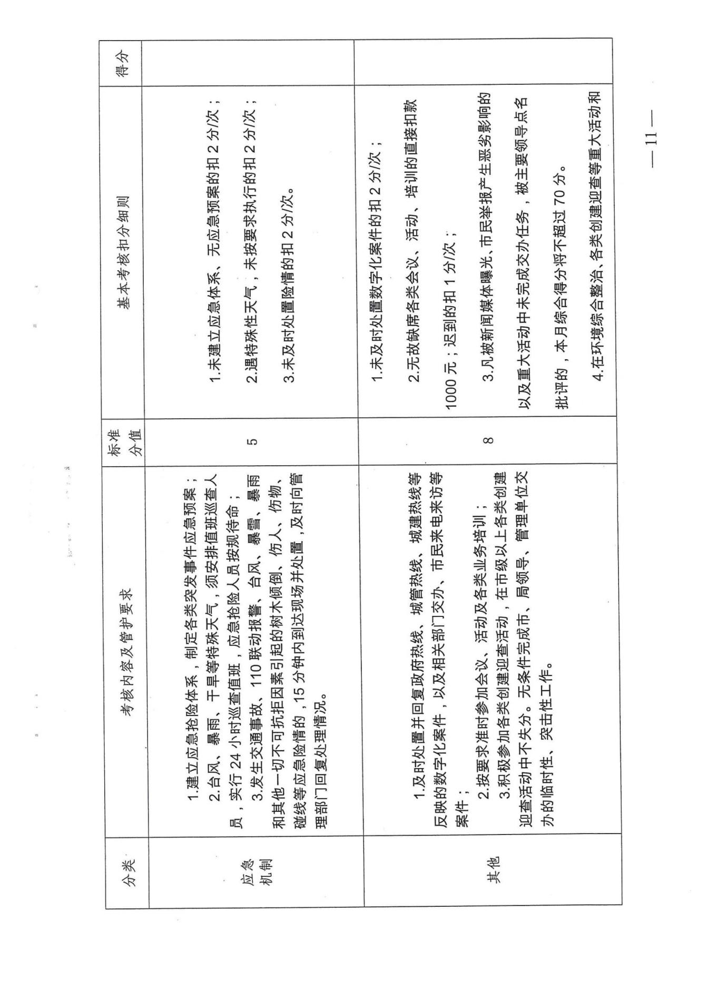 分类
考核内容及管护要求
标准
分值
基本考核扣分细则
得分
应急
机制
1.建立应急抢险体系，制定各类突发事件应急预案；
2.台风、暴雨、干旱等特殊天气，须安排值班巡查人
员，实行 24 小时巡查值班，应急抢险人员按规待命；
3.发生交通事故、110 联动报警、台风、暴雪、暴雨
和其他一切不可抗拒因素引起的树木倾倒、伤人、伤物、
碰线等应急险情的，15 分钟内到达现场并处置，及时向管
理部门回复处理情况。
5
1.未建立应急体系、无应急预案的扣 2 分/次；
2.遇特殊性天气，未按要求执行的扣 2 分/次；
3.未及时处置险情的扣 2 分/次。
其他
1.及时处置并回复政府热线、城管热线、城建热线等
反映的数字化案件，以及相关部门交办、市民来电来访等
案件；
2.按要求准时参加会议、活动及各类业务培训；
3.积极参加各类创建迎查活动，在市级以上各类创建
迎查活动中不失分。无条件完成市、局领导、管理单位交
办的临时性、突击性工作。
8
1.未及时处置数字化案件的扣 2 分/次；
2.无故缺席各类会议、活动、培训的直接扣款
1000 元；迟到的扣 1 分/次；
3.凡被新闻媒体曝光、市民举报产生恶劣影响的
以及重大活动中未完成交办任务，被主要领导点名
批评的，本月综合得分将不超过 70 分。
4.在环境综合整治、各类创建迎查等重大活动和
— 11 —